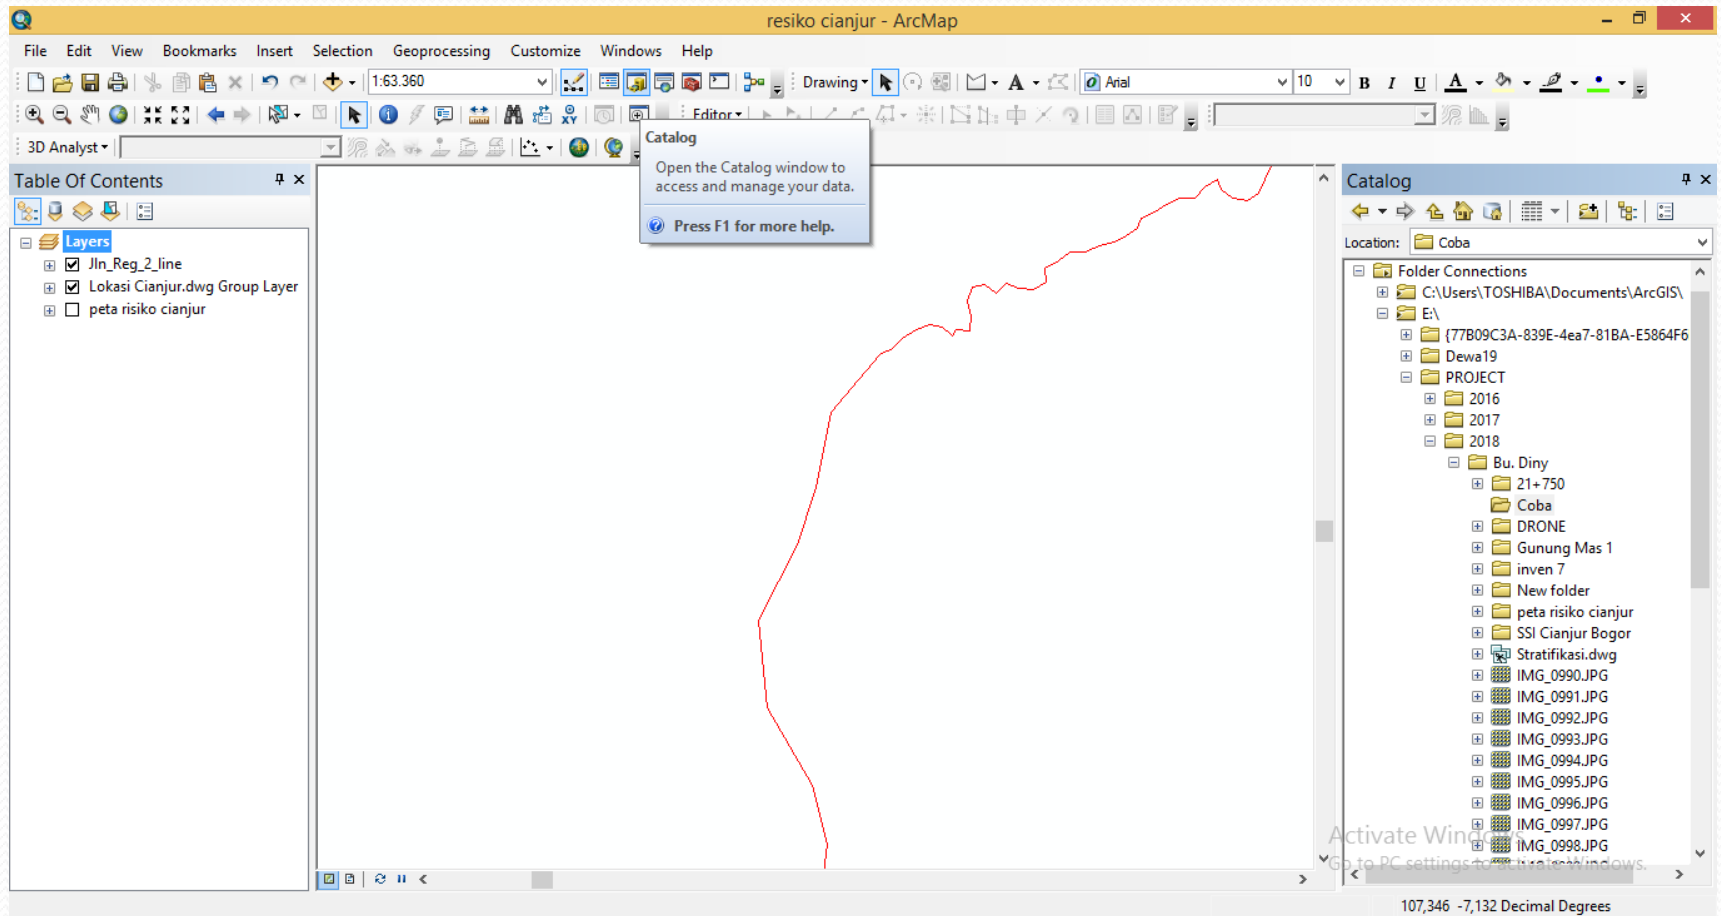 resiko cianjur - ArcMap
File Edit View Bookmarks Insert Selection Geoprocessing Customize Windows Help
1:63.360
Drawing
Arial
10
B I U A
Editor
3D Analyst
Catalog
Open the Catalog window to
access and manage your data.
Press F1 for more help.
Table Of Contents
Layers
Jln_Reg_2_line
Lokasi Cianjur.dwg Group Layer
peta risiko cianjur
Catalog
Location: Coba
Folder Connections
C:\Users\TOSHIBA\Documents\ArcGIS\
E:\
{77B09C3A-839E-4ea7-81BA-E5864F6
Dewa19
PROJECT
2016
2017
2018
Bu. Diny
21+750
Coba
DRONE
Gunung Mas 1
inven 7
New folder
peta risiko cianjur
SSI Cianjur Bogor
Stratifikasi.dwg
IMG_0990.JPG
IMG_0991.JPG
IMG_0992.JPG
IMG_0993.JPG
IMG_0994.JPG
IMG_0995.JPG
IMG_0996.JPG
IMG_0997.JPG
IMG_0998.JPG
Activate Windows
Go to PC settings to activate Windows.
107,346 -7,132 Decimal Degrees